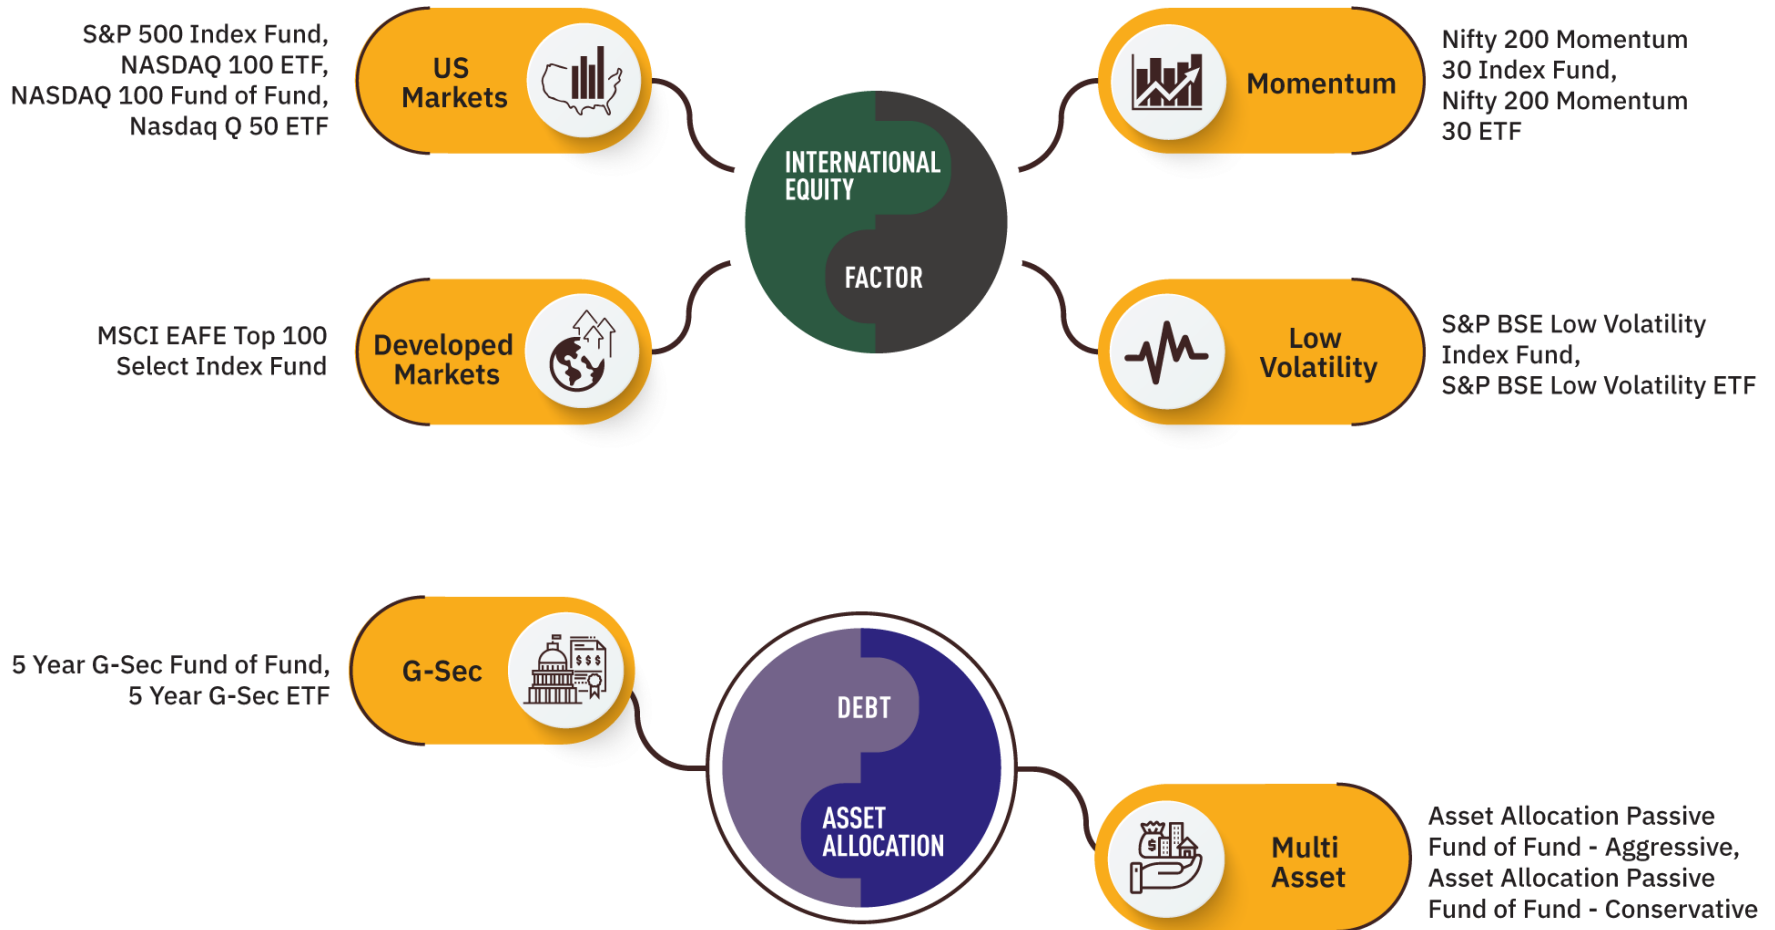 S&P 500 Index Fund,
NASDAQ 100 ETF,
NASDAQ 100 Fund of Fund,
Nasdaq Q 50 ETF
US
Markets
INTERNATIONAL
EQUITY
FACTOR
Momentum
Nifty 200 Momentum
30 Index Fund,
Nifty 200 Momentum
30 ETF
MSCI EAFE Top 100
Select Index Fund
Developed
Markets
Low
Volatility
S&P BSE Low Volatility
Index Fund,
S&P BSE Low Volatility ETF
5 Year G-Sec Fund of Fund,
5 Year G-Sec ETF
G-Sec
$$$
DEBT
ASSET
ALLOCATION
$
Multi
Asset
Asset Allocation Passive
Fund of Fund - Aggressive,
Asset Allocation Passive
Fund of Fund - Conservative